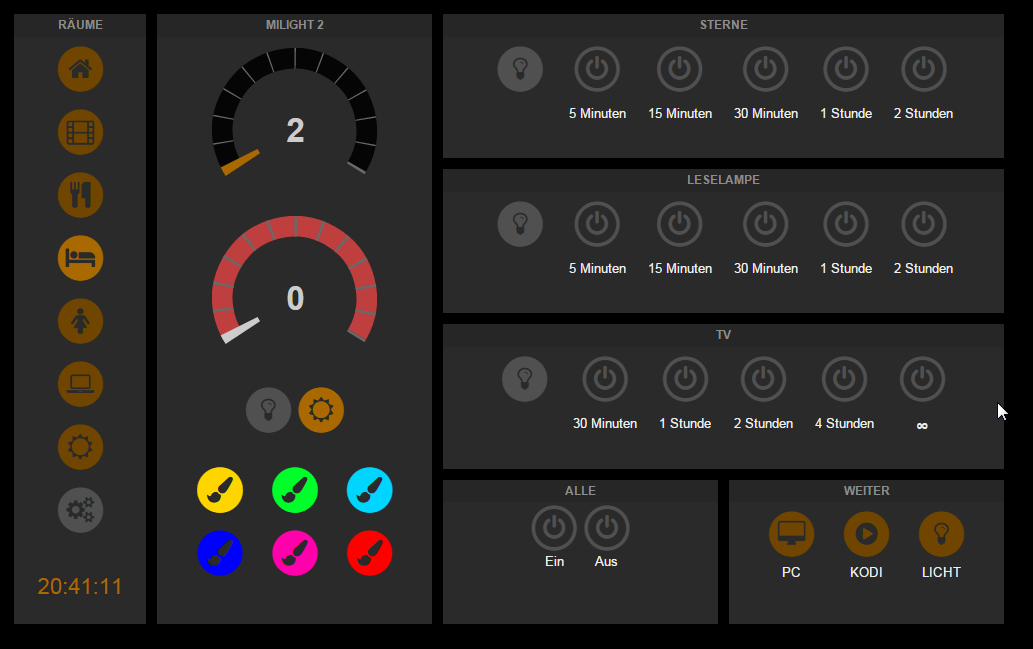 RÄUME
20:41:11
MILIGHT 2
2
0
STERNE
5 Minuten 15 Minuten 30 Minuten 1 Stunde 2 Stunden
LESELAMPE
5 Minuten 15 Minuten 30 Minuten 1 Stunde 2 Stunden
TV
30 Minuten 1 Stunde 2 Stunden 4 Stunden ∞
ALLE
Ein Aus
WEITER
PC KODI LICHT